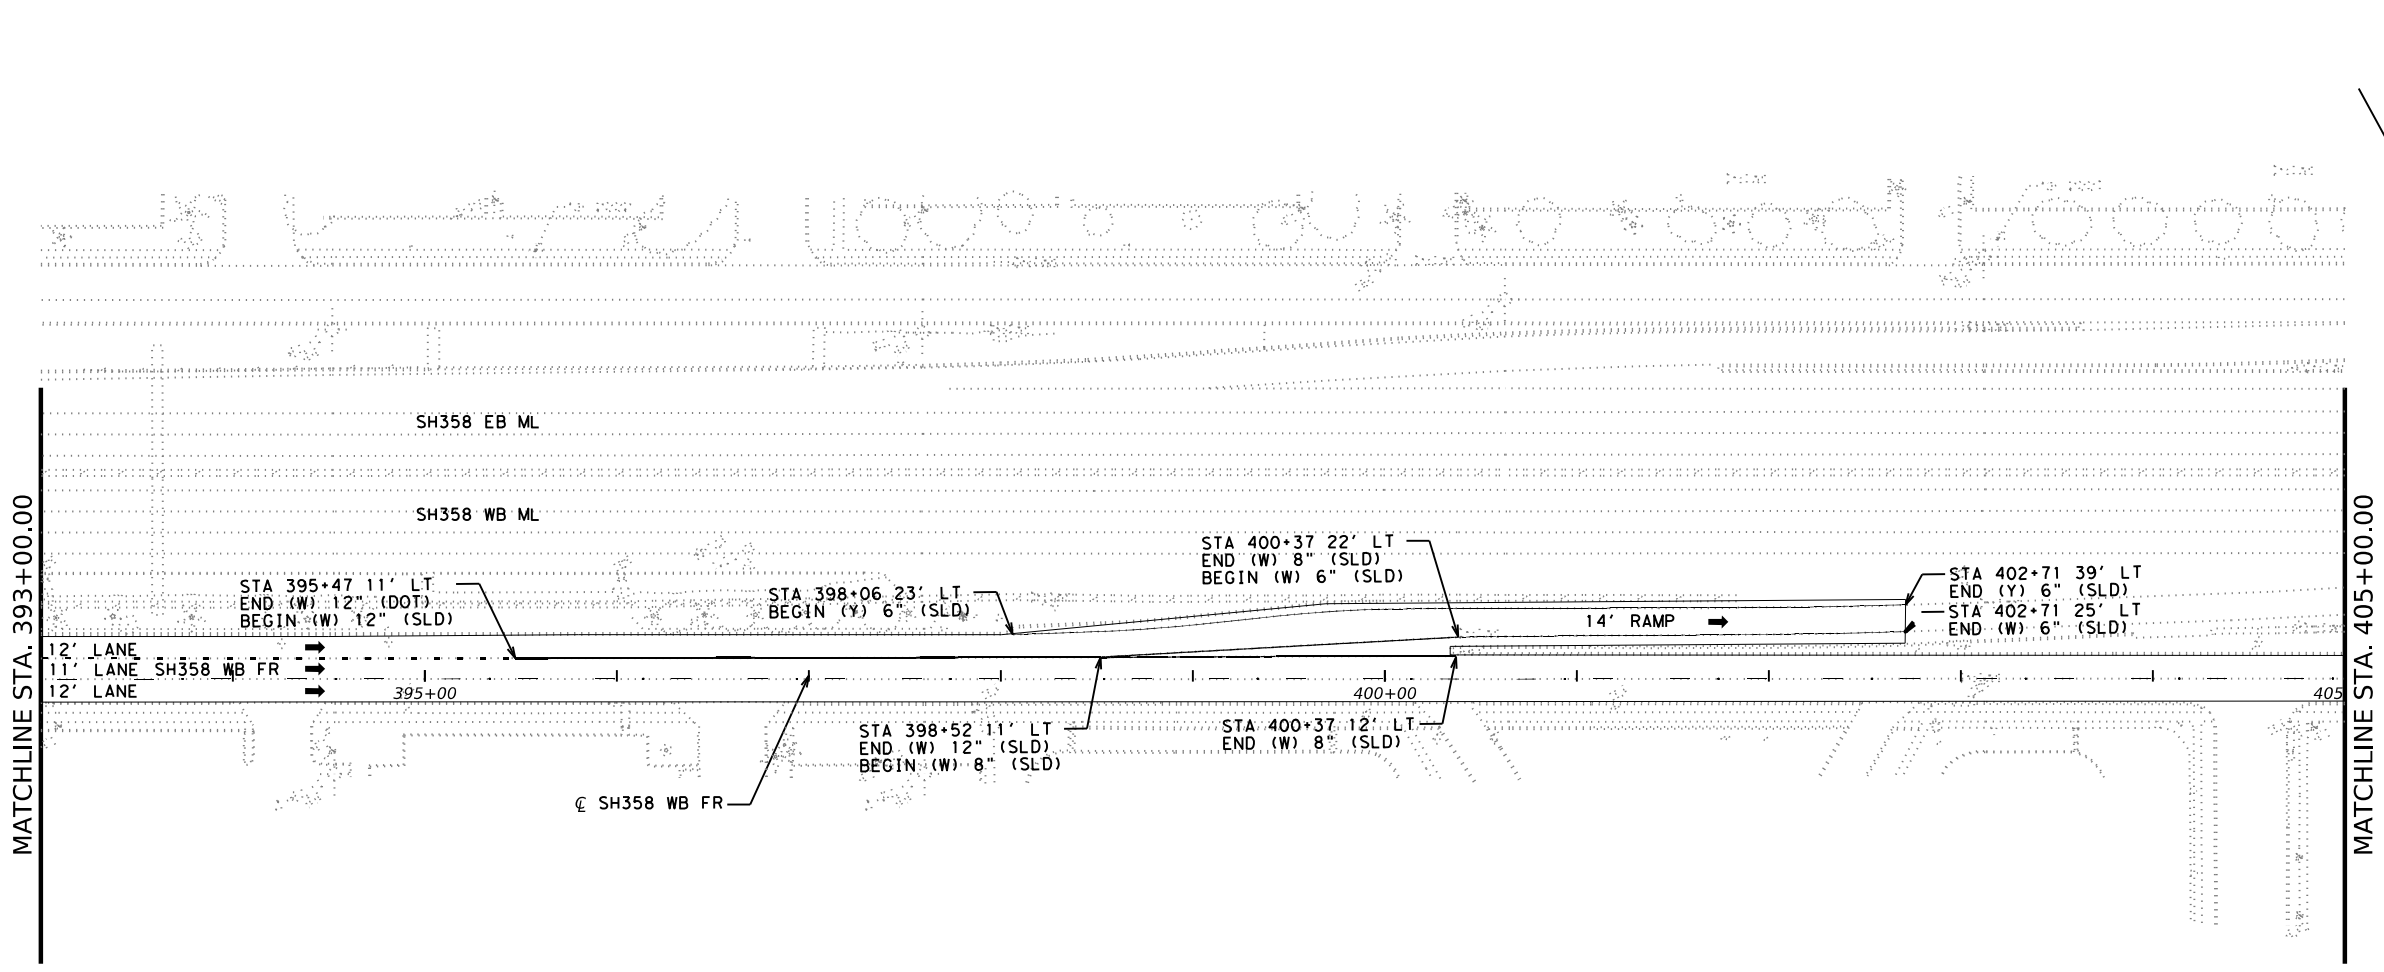 SH358 EB ML
SH358 WB ML
MATCHLINE STA. 393+00.00
MATCHLINE STA. 405+00.00
STA 395+47 11' LT
END (W) 12" (DOT)
BEGIN (W) 12" (SLD)
STA 398+06 23' LT
BEGIN (Y) 6" (SLD)
STA 400+37 22' LT
END (W) 8" (SLD)
BEGIN (W) 6" (SLD)
STA 402+71 39' LT
END (Y) 6" (SLD)
STA 402+71 25' LT
END (W) 6" (SLD)
14' RAMP
12' LANE
11' LANE SH358 WB FR
12' LANE
395+00
400+00
405
STA 398+52 11' LT
END (W) 12" (SLD)
BEGIN (W) 8" (SLD)
STA 400+37 12' LT
END (W) 8" (SLD)
℄ SH358 WB FR